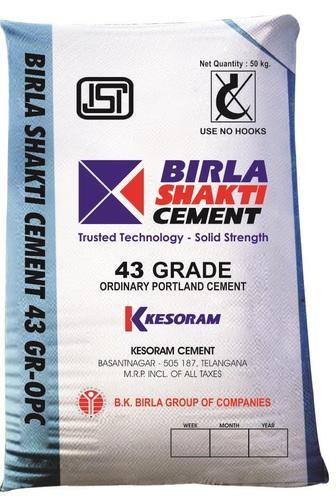 BIRLA SHAKTI CEMENT 43 GR-OPC
ISI
Net Quantity : 50 kg.
USE NO HOOKS
BIRLA
SHAKTI
CEMENT
Trusted Technology - Solid Strength
43 GRADE
ORDINARY PORTLAND CEMENT
KESORAM
KESORAM CEMENT
BASANTNAGAR - 505 187, TELANGANA
M.R.P. INCL. OF ALL TAXES
B.K. BIRLA GROUP OF COMPANIES
WEEK MONTH YEAR